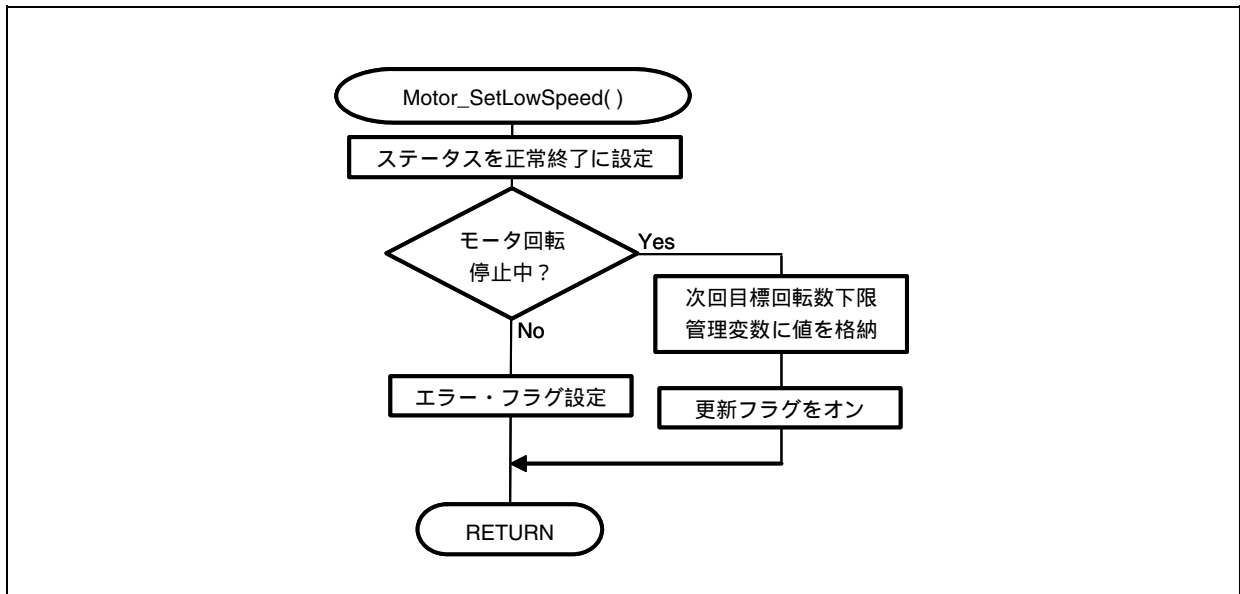 Motor_SetLowSpeed( )
ステータスを正常終了に設定
モータ回転
停止中？
Yes
次回目標回転数下限
管理変数に値を格納
No
エラー・フラグ設定
更新フラグをオン
RETURN